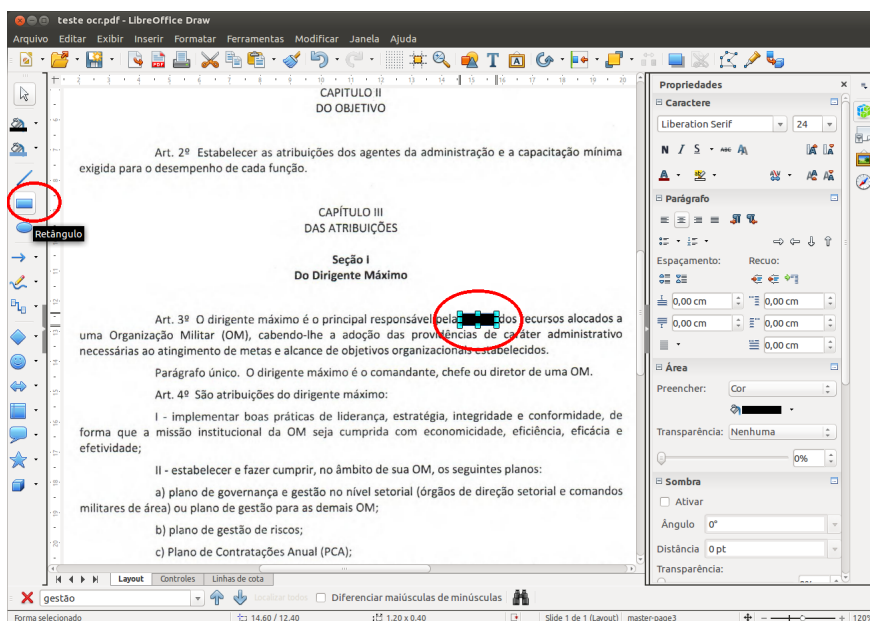 teste ocr.pdf - LibreOffice Draw
Arquivo Editar Exibir Inserir Formatar Ferramentas Modificar Janela Ajuda
CAPITULO II
DO OBJETIVO
Art. 2º Estabelecer as atribuições dos agentes da administração e a capacitação mínima
exigida para o desempenho de cada função.
CAPÍTULO III
DAS ATRIBUIÇÕES
Seção I
Do Dirigente Máximo
Art. 3º O dirigente máximo é o principal responsável pela dos recursos alocados a
uma Organização Militar (OM), cabendo-lhe a adoção das providências de caráter administrativo
necessárias ao atingimento de metas e alcance de objetivos organizacionais estabelecidos.
Parágrafo único. O dirigente máximo é o comandante, chefe ou diretor de uma OM.
Art. 4º São atribuições do dirigente máximo:
I - implementar boas práticas de liderança, estratégia, integridade e conformidade, de
forma que a missão institucional da OM seja cumprida com economicidade, eficiência, eficácia e
efetividade;
II - estabelecer e fazer cumprir, no âmbito de sua OM, os seguintes planos:
a) plano de governança e gestão no nível setorial (órgãos de direção setorial e comandos
militares de área) ou plano de gestão para as demais OM;
b) plano de gestão de riscos;
c) Plano de Contratações Anual (PCA);
Retângulo
Propriedades
Caractere
Liberation Serif 24
Parágrafo
Espaçamento: Recuo:
0,00 cm 0,00 cm
0,00 cm 0,00 cm
0,00 cm
Área
Preencher: Cor
Transparência: Nenhuma
0%
Sombra
Ativar
Ângulo 0°
Distância 0 pt
Transparência:
Layout Controles Linhas de cota
gestão Localizar todos Diferenciar maiúsculas de minúsculas
Forma selecionado 14.60 / 12.40 1.20 x 0.40 Slide 1 de 1 (Layout) master-page3 120%